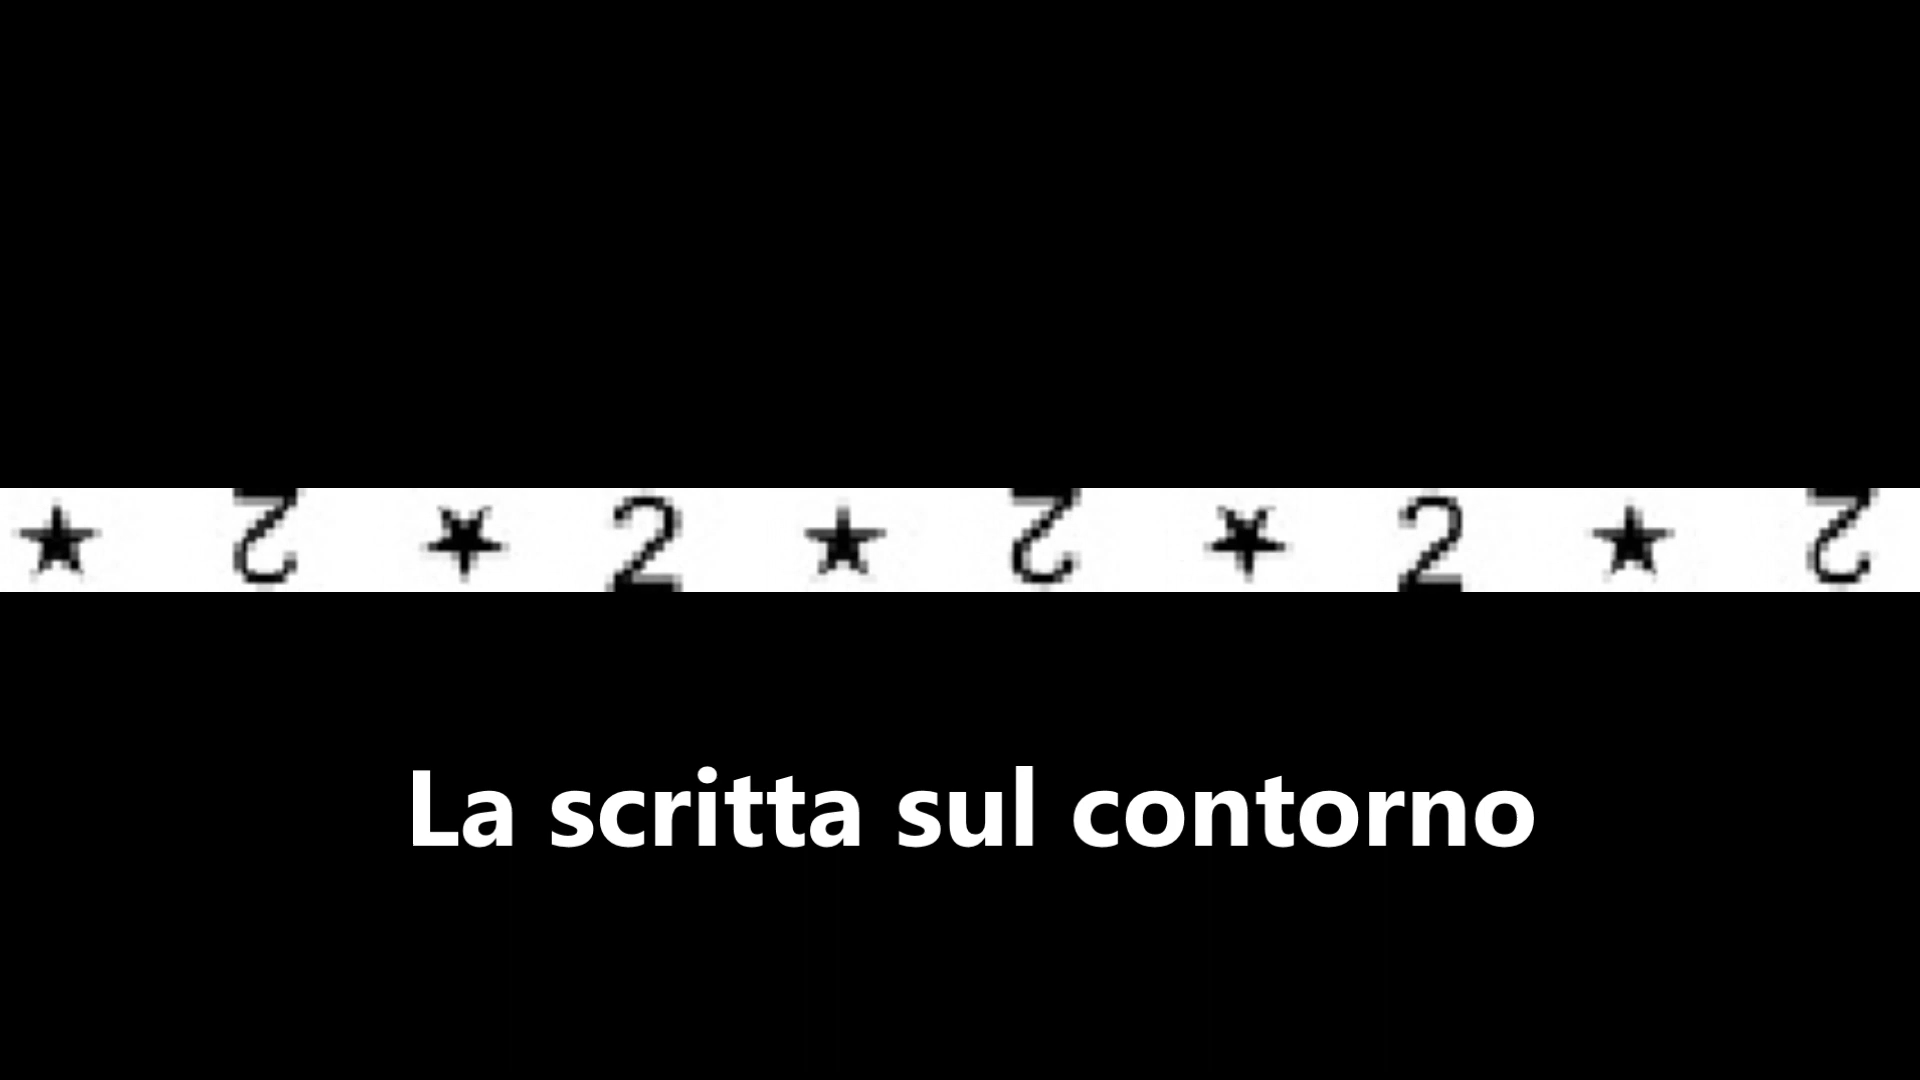 ★ 2 ★ 2 ★ 2 ★ 2 ★ 2
La scritta sul contorno